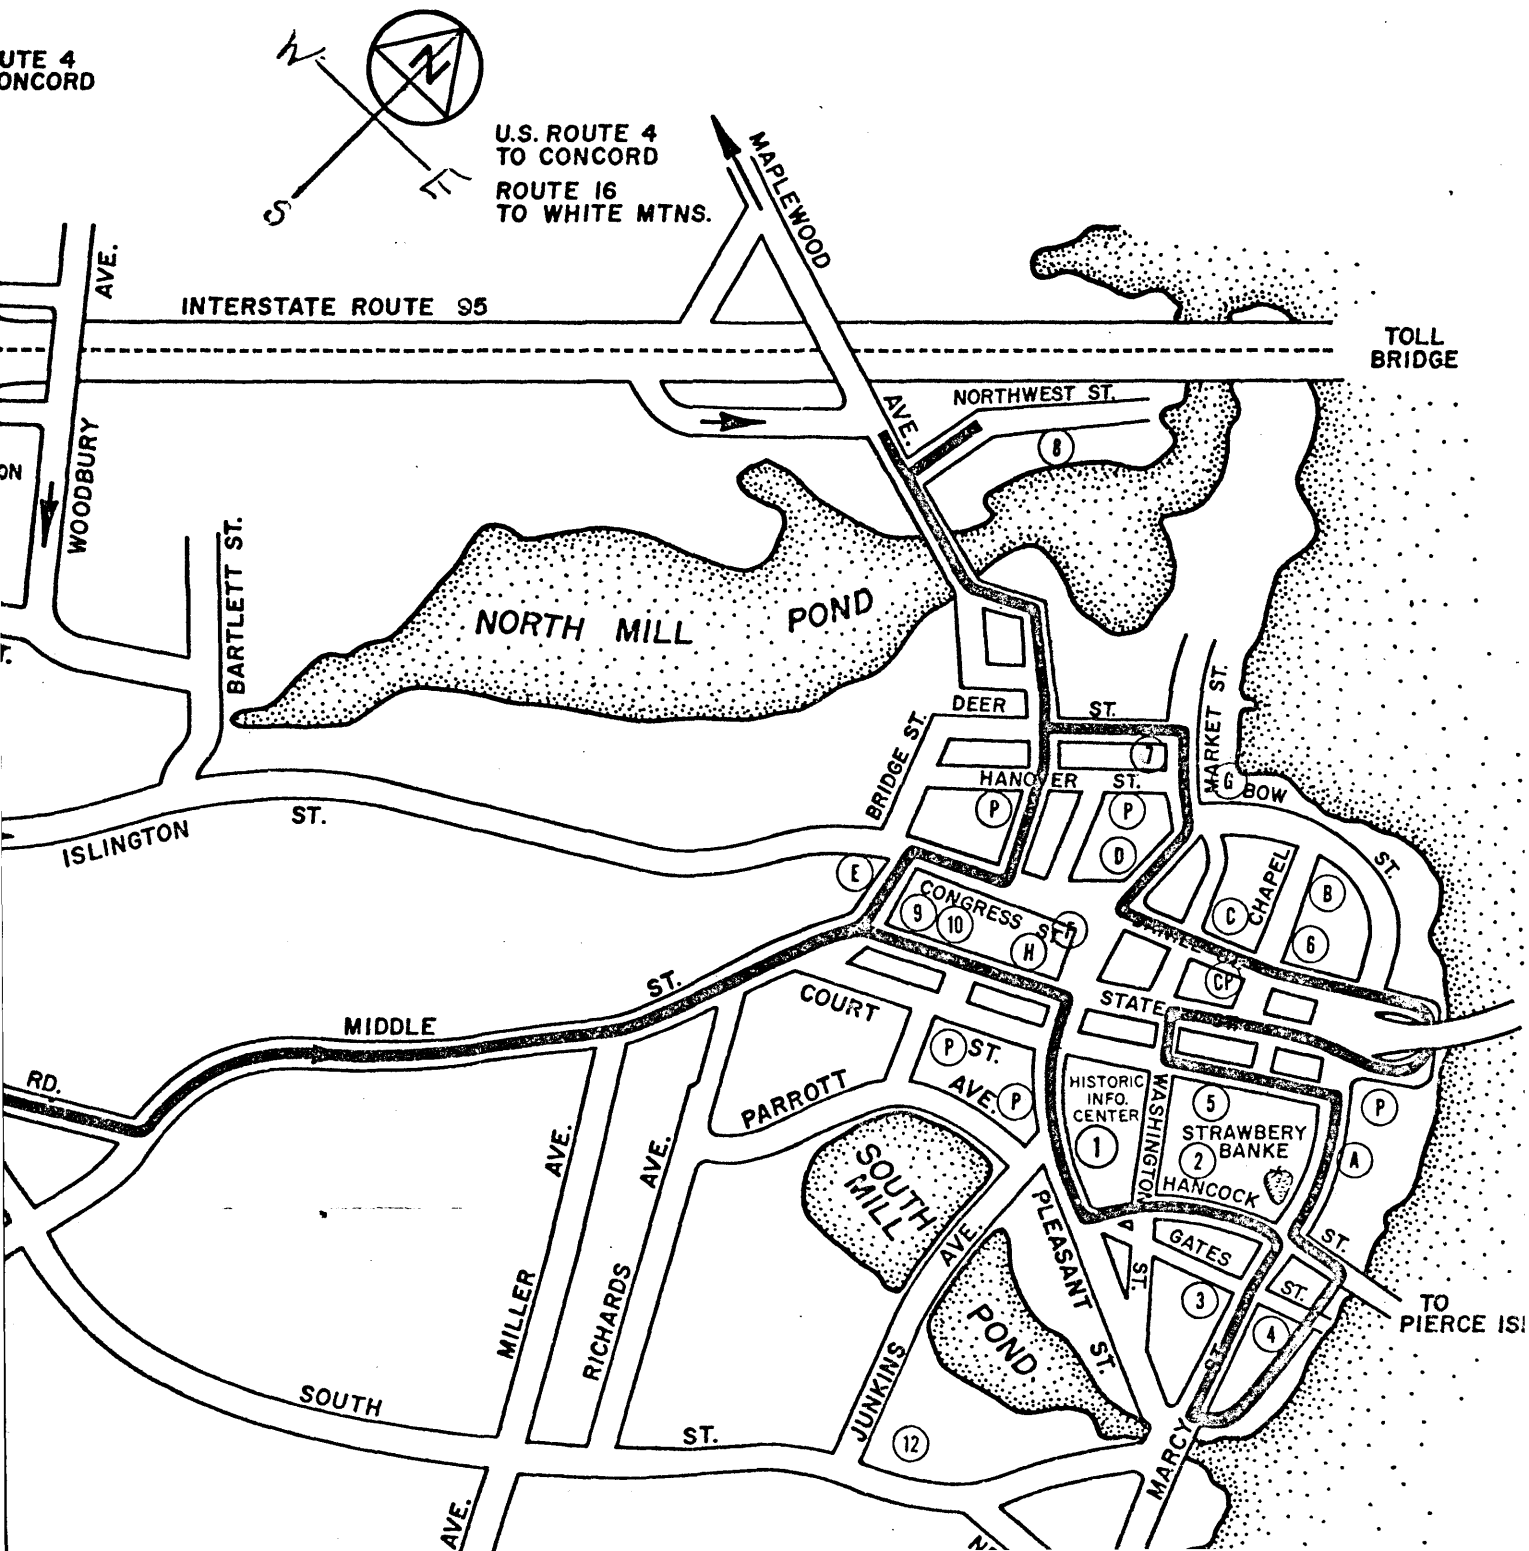 UTE 4
ONCORD
W
N
S
E
U.S. ROUTE 4
TO CONCORD
ROUTE 16
TO WHITE MTNS.
MAPLEWOOD
AVE.
AVE.
INTERSTATE ROUTE 95
TOLL
BRIDGE
NORTHWEST ST.
8
ON
WOODBURY
BARTLETT ST.
T.
NORTH MILL POND
DEER ST.
BRIDGE ST.
MARKET ST.
7
HANOVER ST.
G
BOW ST.
P
P
D
ISLINGTON ST.
E
CONGRESS ST.
9
10
H
F
C
CHAPEL
B
6
CP
STATE
COURT ST.
MIDDLE ST.
RD.
P
PARROTT AVE.
P
HISTORIC
INFO.
CENTER
1
WASHINGTON ST.
5
STRAWBERY
BANKE
2
HANCOCK ST.
P
A
SOUTH
MILL
POND
AVE.
AVE.
PLEASANT ST.
GATES ST.
3
4
TO
PIERCE ISL
MILLER
RICHARDS
JUNKINS AVE.
SOUTH ST.
12
MARCY ST.
AVE.